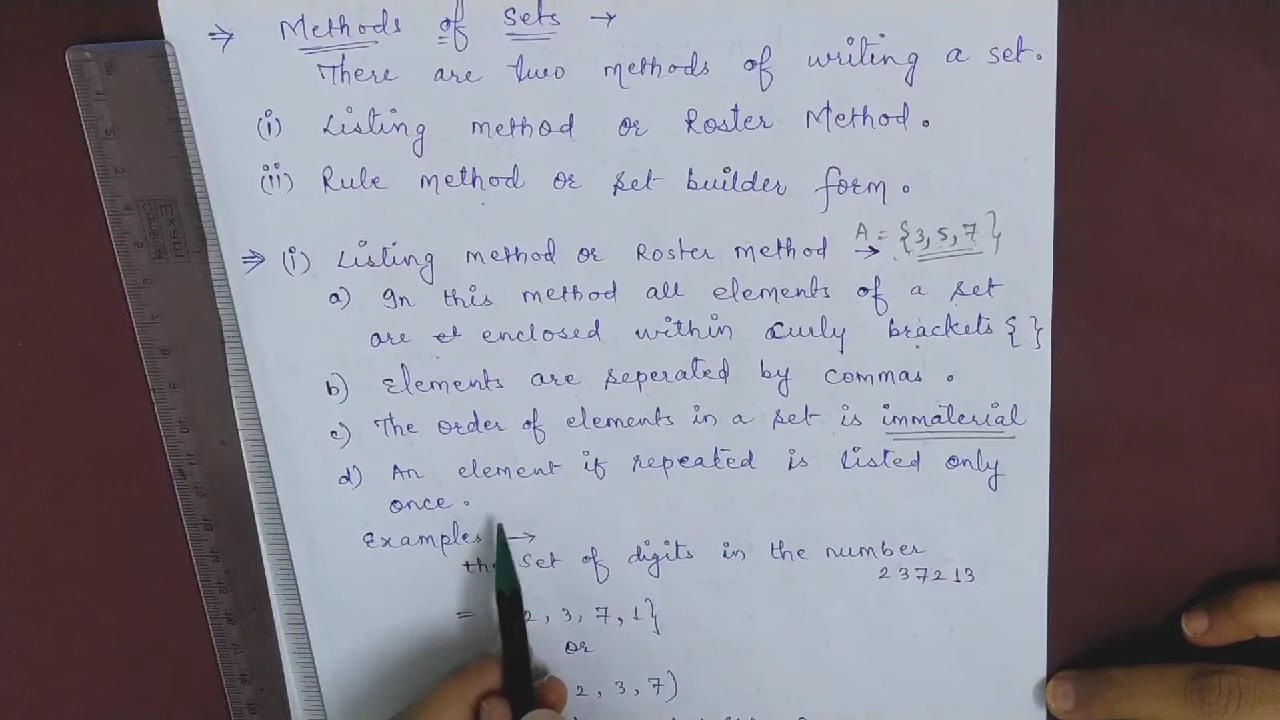 ⇒ Methods of Sets →
There are two methods of writing a set.
(i) Listing method or Roster Method.
(ii) Rule method or set builder form.
⇒ (i) Listing method or Roster method → A = {3, 5, 7}
a) In this method all elements of a set
are enclosed within curly brackets { }
b) Elements are seperated by commas.
c) The order of elements in a set is immaterial
d) An element if repeated is listed only
once.
Examples →
the set of digits in the number
237213
= 2, 3, 7, 1}
or
2, 3, 7}